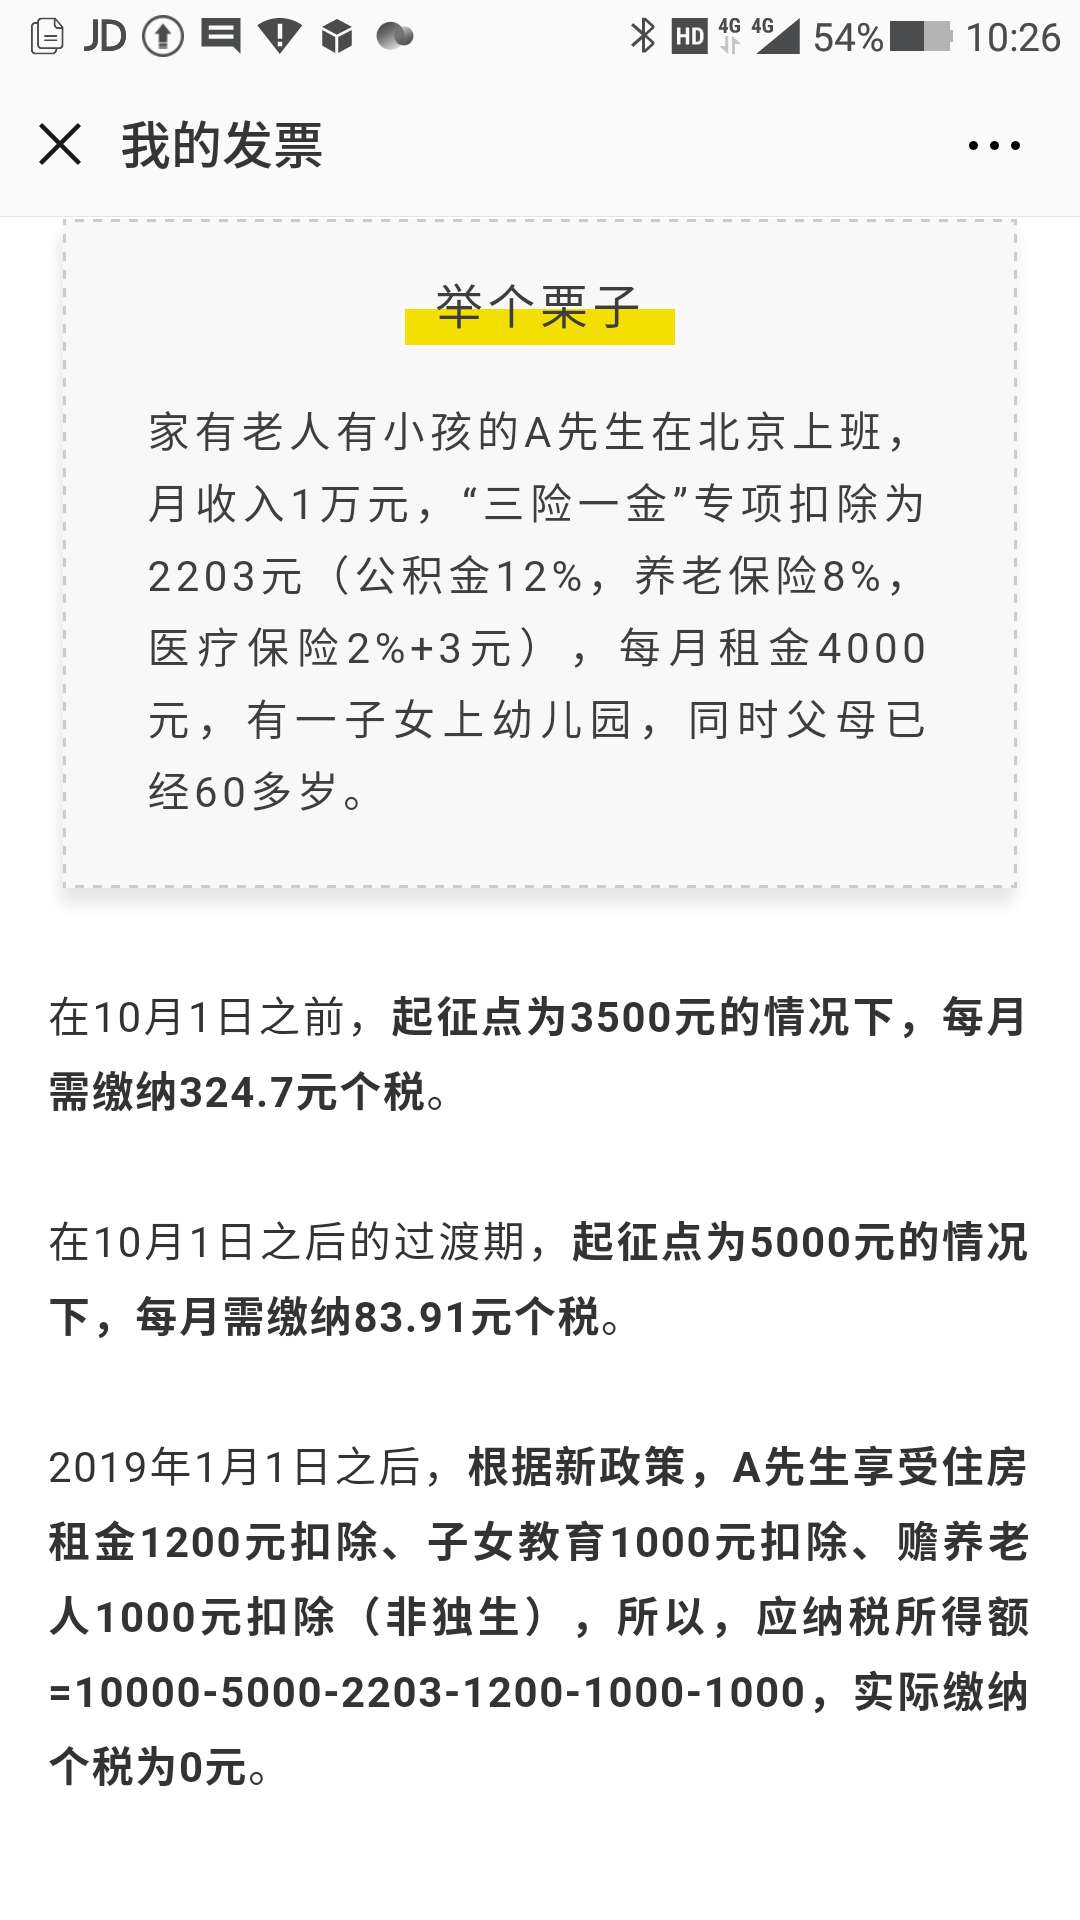 JD HD 4G 4G 54% 10:26
我的发票
举个栗子
家有老人有小孩的A先生在北京上班，
月收入1万元，“三险一金”专项扣除为
2203元（公积金12%，养老保险8%，
医疗保险2%+3元），每月租金4000
元，有一子女上幼儿园，同时父母已
经60多岁。
在10月1日之前，起征点为3500元的情况下，每月
需缴纳324.7元个税。
在10月1日之后的过渡期，起征点为5000元的情况
下，每月需缴纳83.91元个税。
2019年1月1日之后，根据新政策，A先生享受住房
租金1200元扣除、子女教育1000元扣除、赡养老
人1000元扣除（非独生），所以，应纳税所得额
=10000-5000-2203-1200-1000-1000，实际缴纳
个税为0元。